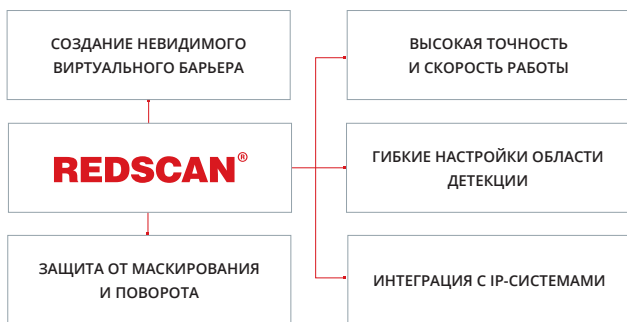 СОЗДАНИЕ НЕВИДИМОГО
ВИРТУАЛЬНОГО БАРЬЕРА
ВЫСОКАЯ ТОЧНОСТЬ
И СКОРОСТЬ РАБОТЫ
REDSCAN®
ГИБКИЕ НАСТРОЙКИ ОБЛАСТИ
ДЕТЕКЦИИ
ЗАЩИТА ОТ МАСКИРОВАНИЯ
И ПОВОРОТА
ИНТЕГРАЦИЯ С IP-СИСТЕМАМИ